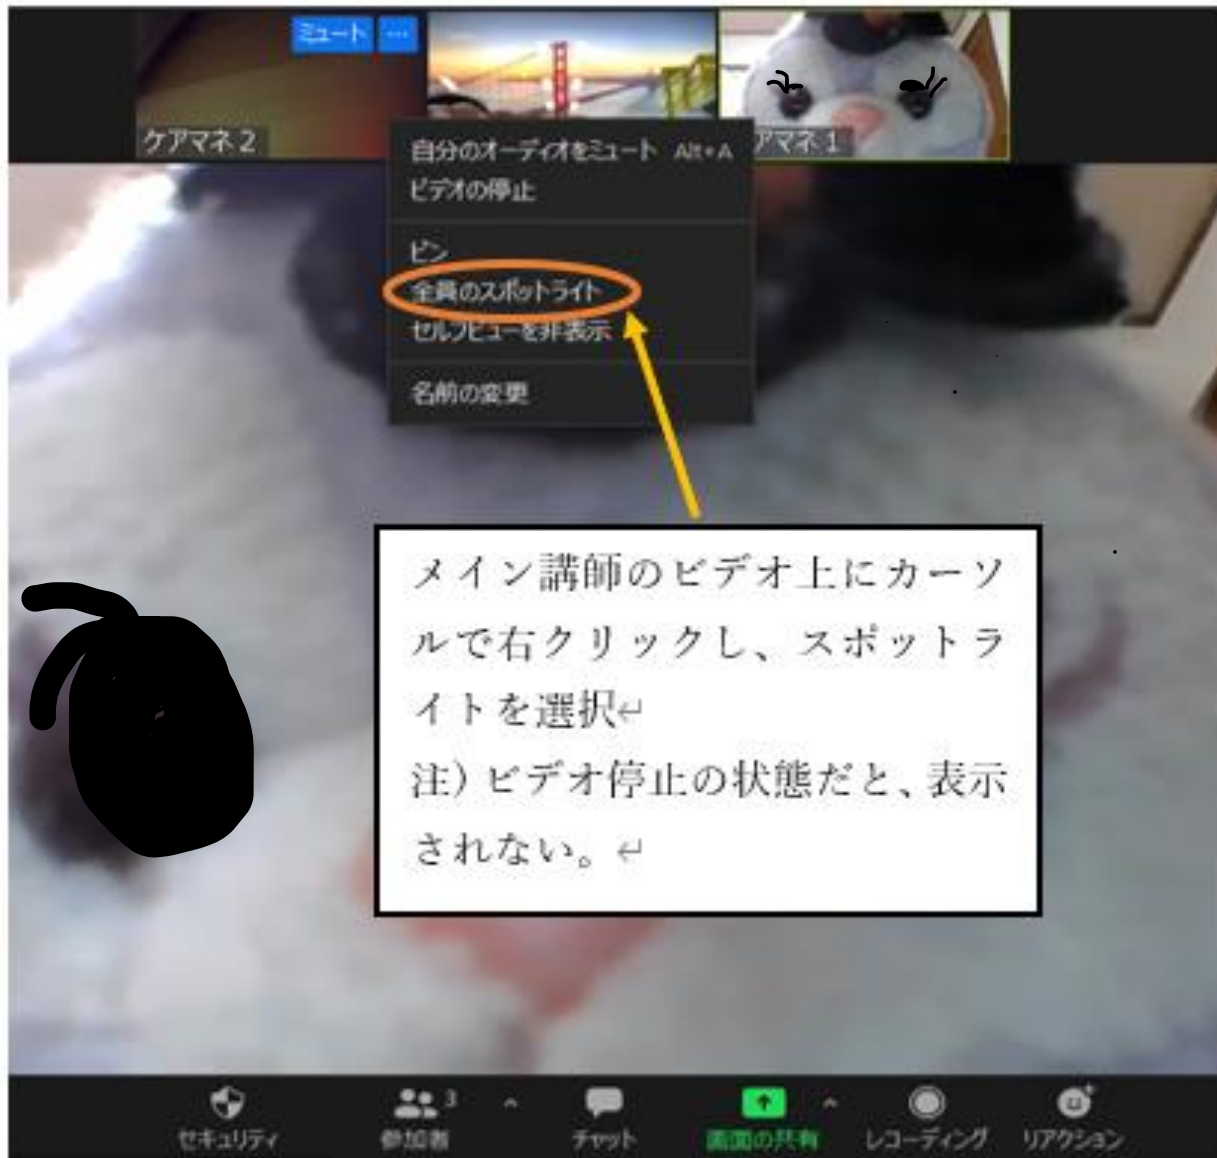 ミュート …
ケアマネ 2
アマネ 1
自分のオーディオをミュート Alt+A
ビデオの停止
ピン
全員のスポットライト
セルフビューを非表示
名前の変更
メイン講師のビデオ上にカーソ
ルで右クリックし、スポットラ
イトを選択↵
注）ビデオ停止の状態だと、表示
されない。↵
3
セキュリティ
参加者
チャット
画面の共有
レコーディング
リアクション